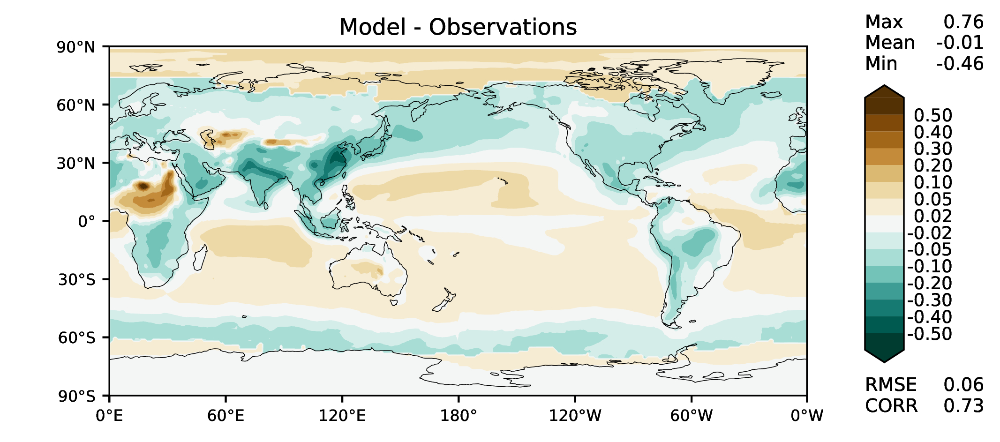 Model - Observations
Max 0.76
Mean -0.01
Min -0.46
90°N
60°N
30°N
0°
30°S
60°S
90°S
0°E
60°E
120°E
180°
120°W
60°W
0°W
0.50
0.40
0.30
0.20
0.10
0.05
0.02
-0.02
-0.05
-0.10
-0.20
-0.30
-0.40
-0.50
RMSE 0.06
CORR 0.73